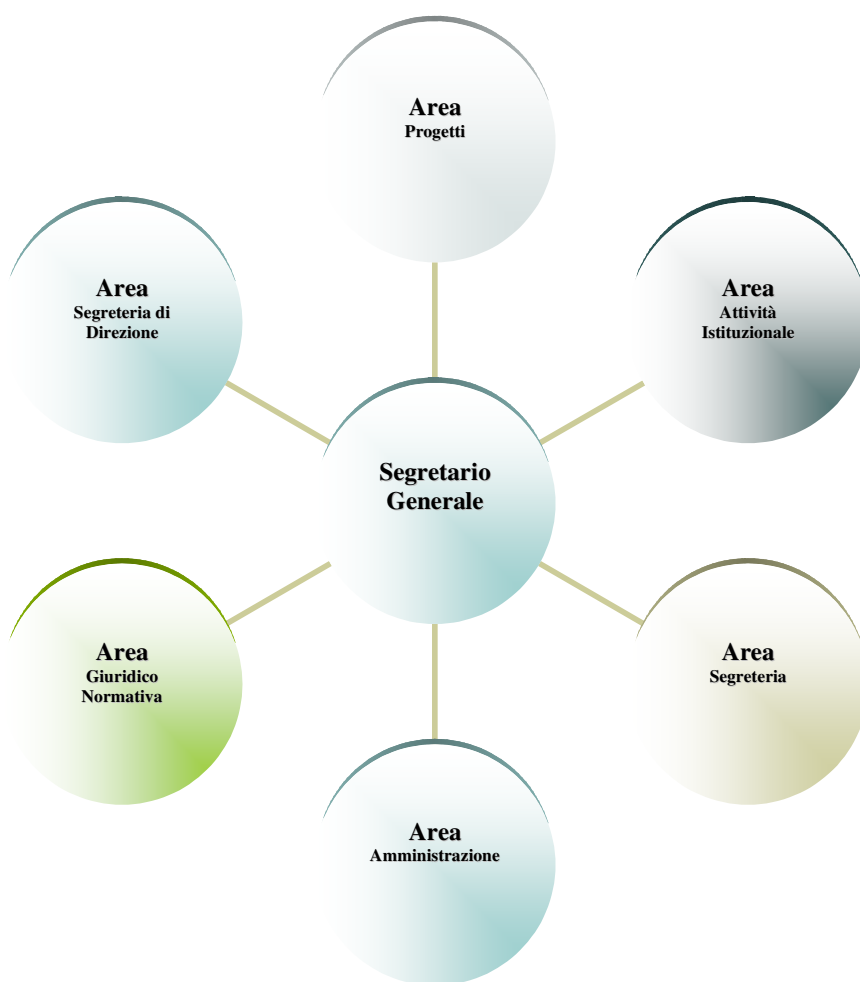 Area
Progetti
Area
Segreteria di
Direzione
Area
Attività
Istituzionale
Segretario
Generale
Area
Giuridico
Normativa
Area
Segreteria
Area
Amministrazione